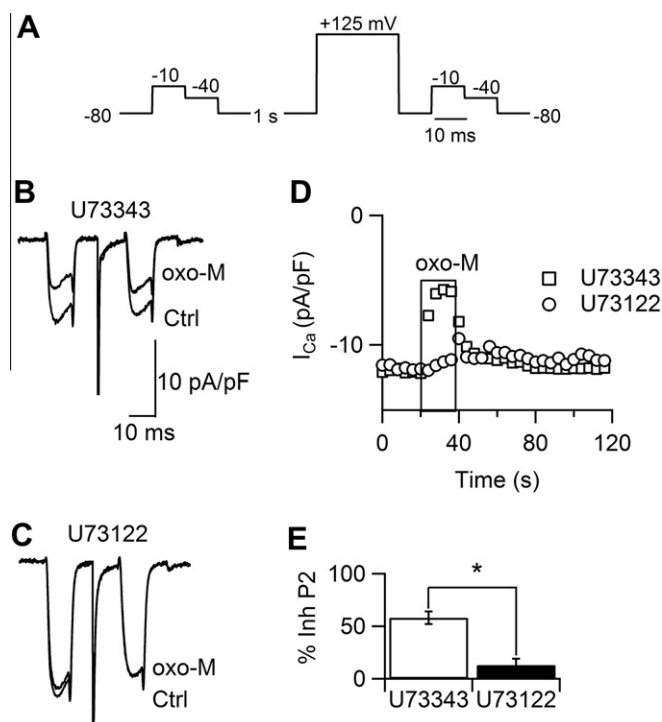 A
+125 mV
-10
-40
-10
-40
-80
1 s
-80
10 ms
B
U73343
oxo-M
Ctrl
10 pA/pF
10 ms
D
0
-10
I_Ca (pA/pF)
oxo-M
U73343
U73122
0
40
80
120
Time (s)
C
U73122
oxo-M
Ctrl
E
100
50
0
% Inh P2
*
U73343
U73122